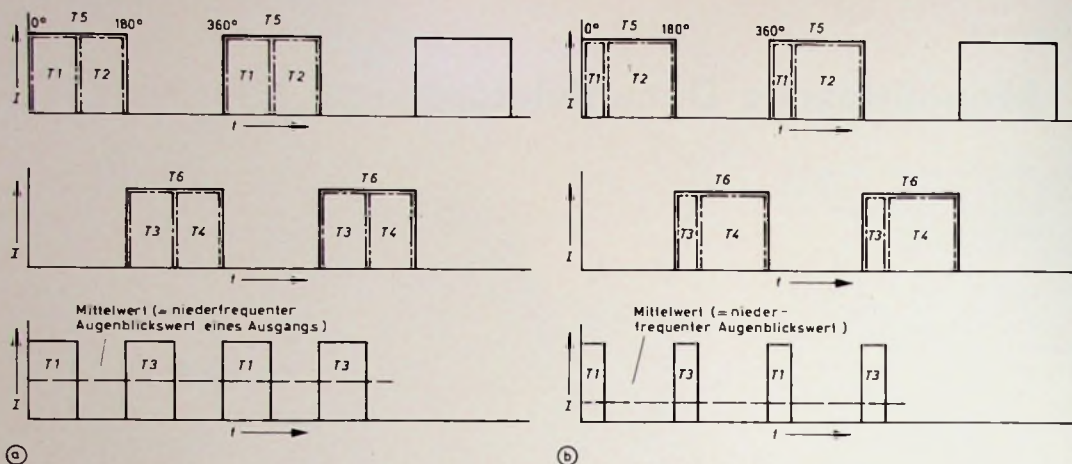 0° T5 180° 360° T5
T1 T2 T1 T2
I
t
T6 T6
T3 T4 T3 T4
I
t
Mittelwert (= niederfrequenter
Augenblickswert eines Ausgangs)
T1 T3 T1 T3
I
t
a
0° T5 180° 360° T5
T1 T2 T1 T2
I
t
T6 T6
T3 T4 T3 T4
I
t
Mittelwert (= nieder-
frequenter Augenblickswert)
T1 T3 T1 T3
I
t
b